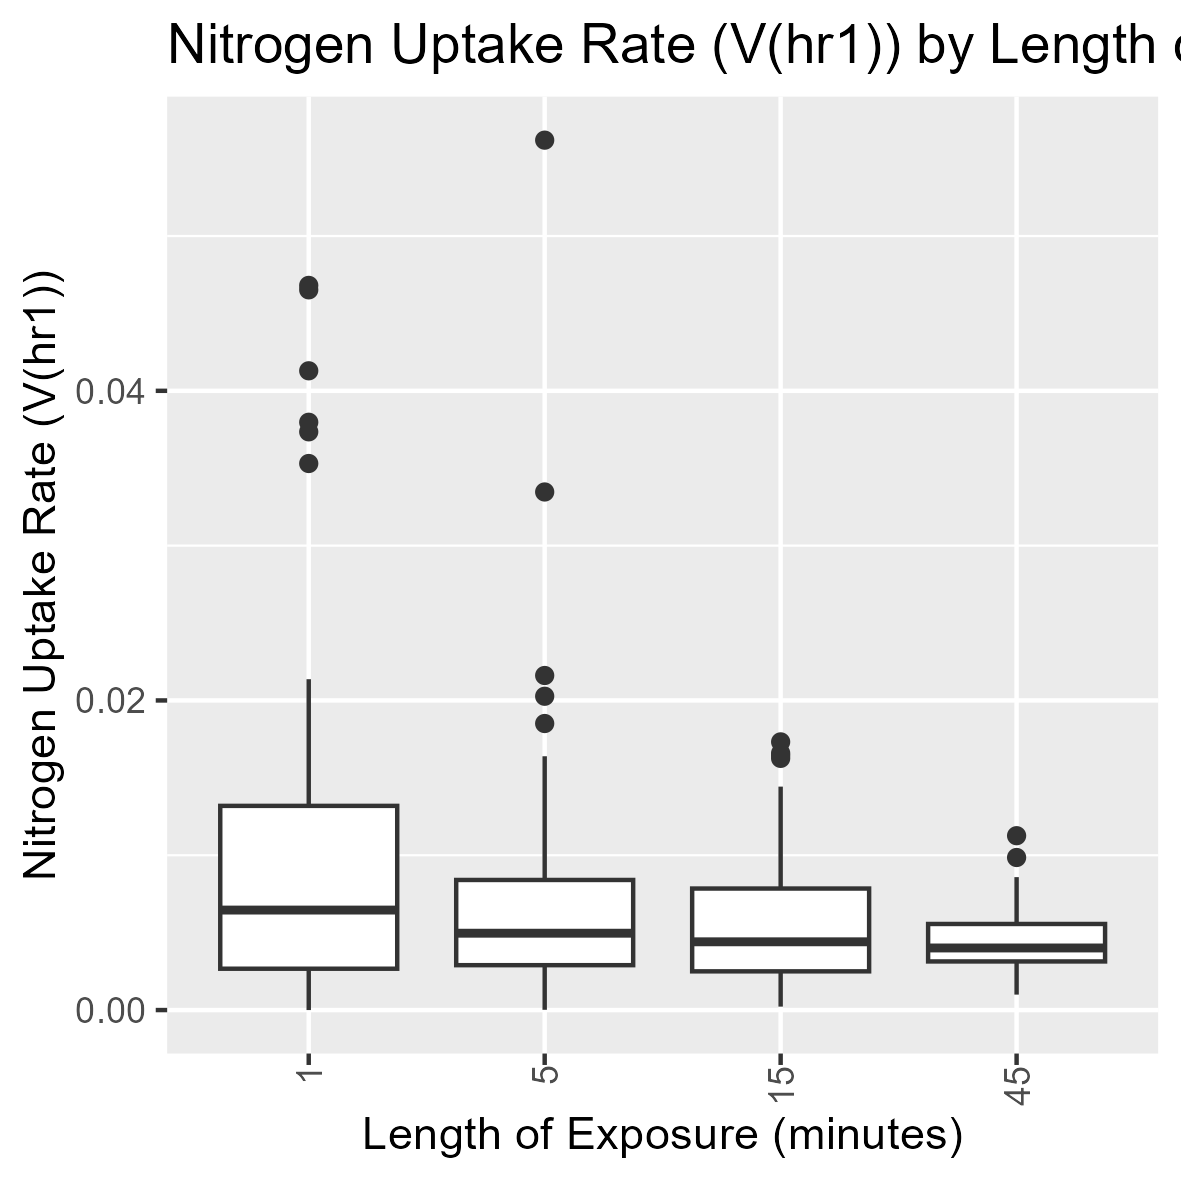 Nitrogen Uptake Rate (V(hr1)) by Length
Nitrogen Uptake Rate (V(hr1))
0.04
0.02
0.00
1
5
15
45
Length of Exposure (minutes)